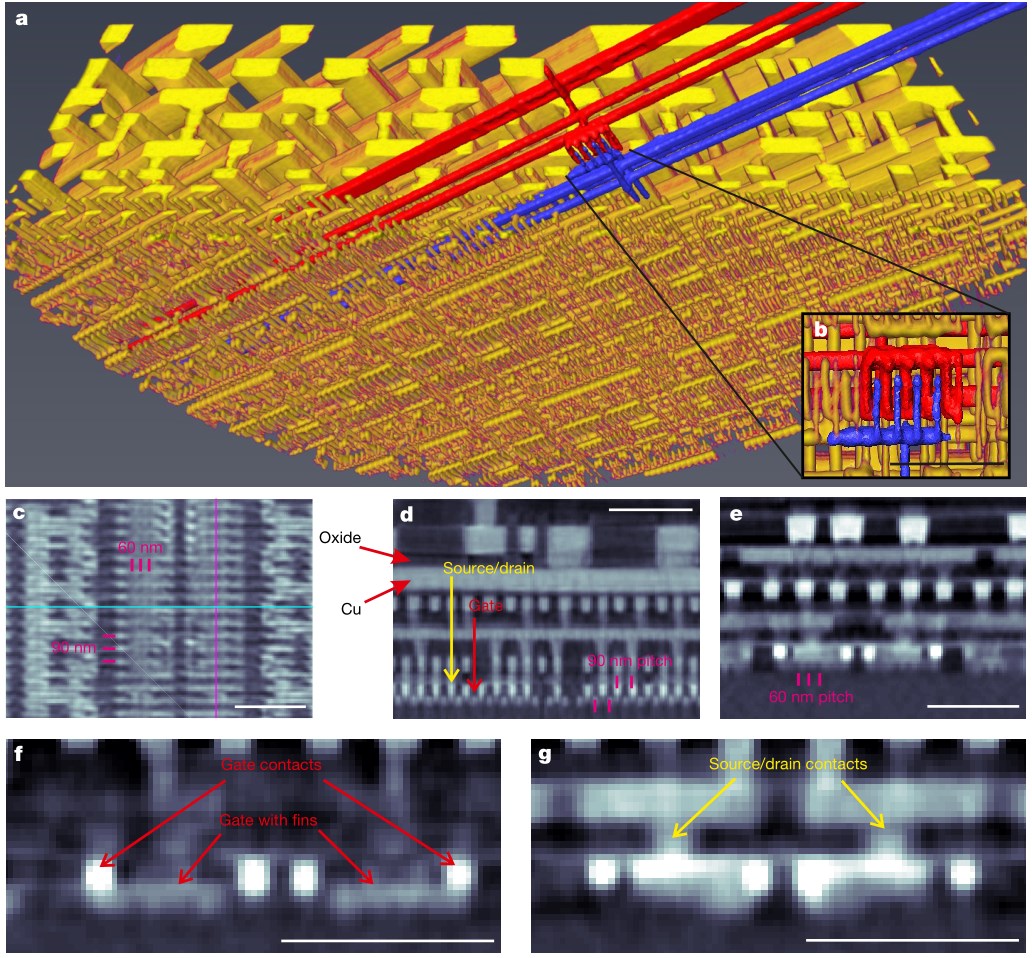 a
b
c
60 nm
90 nm
d
Oxide
Source/drain
Cu
Gate
90 nm pitch
e
60 nm pitch
f
Gate contacts
Gate with fins
g
Source/drain contacts